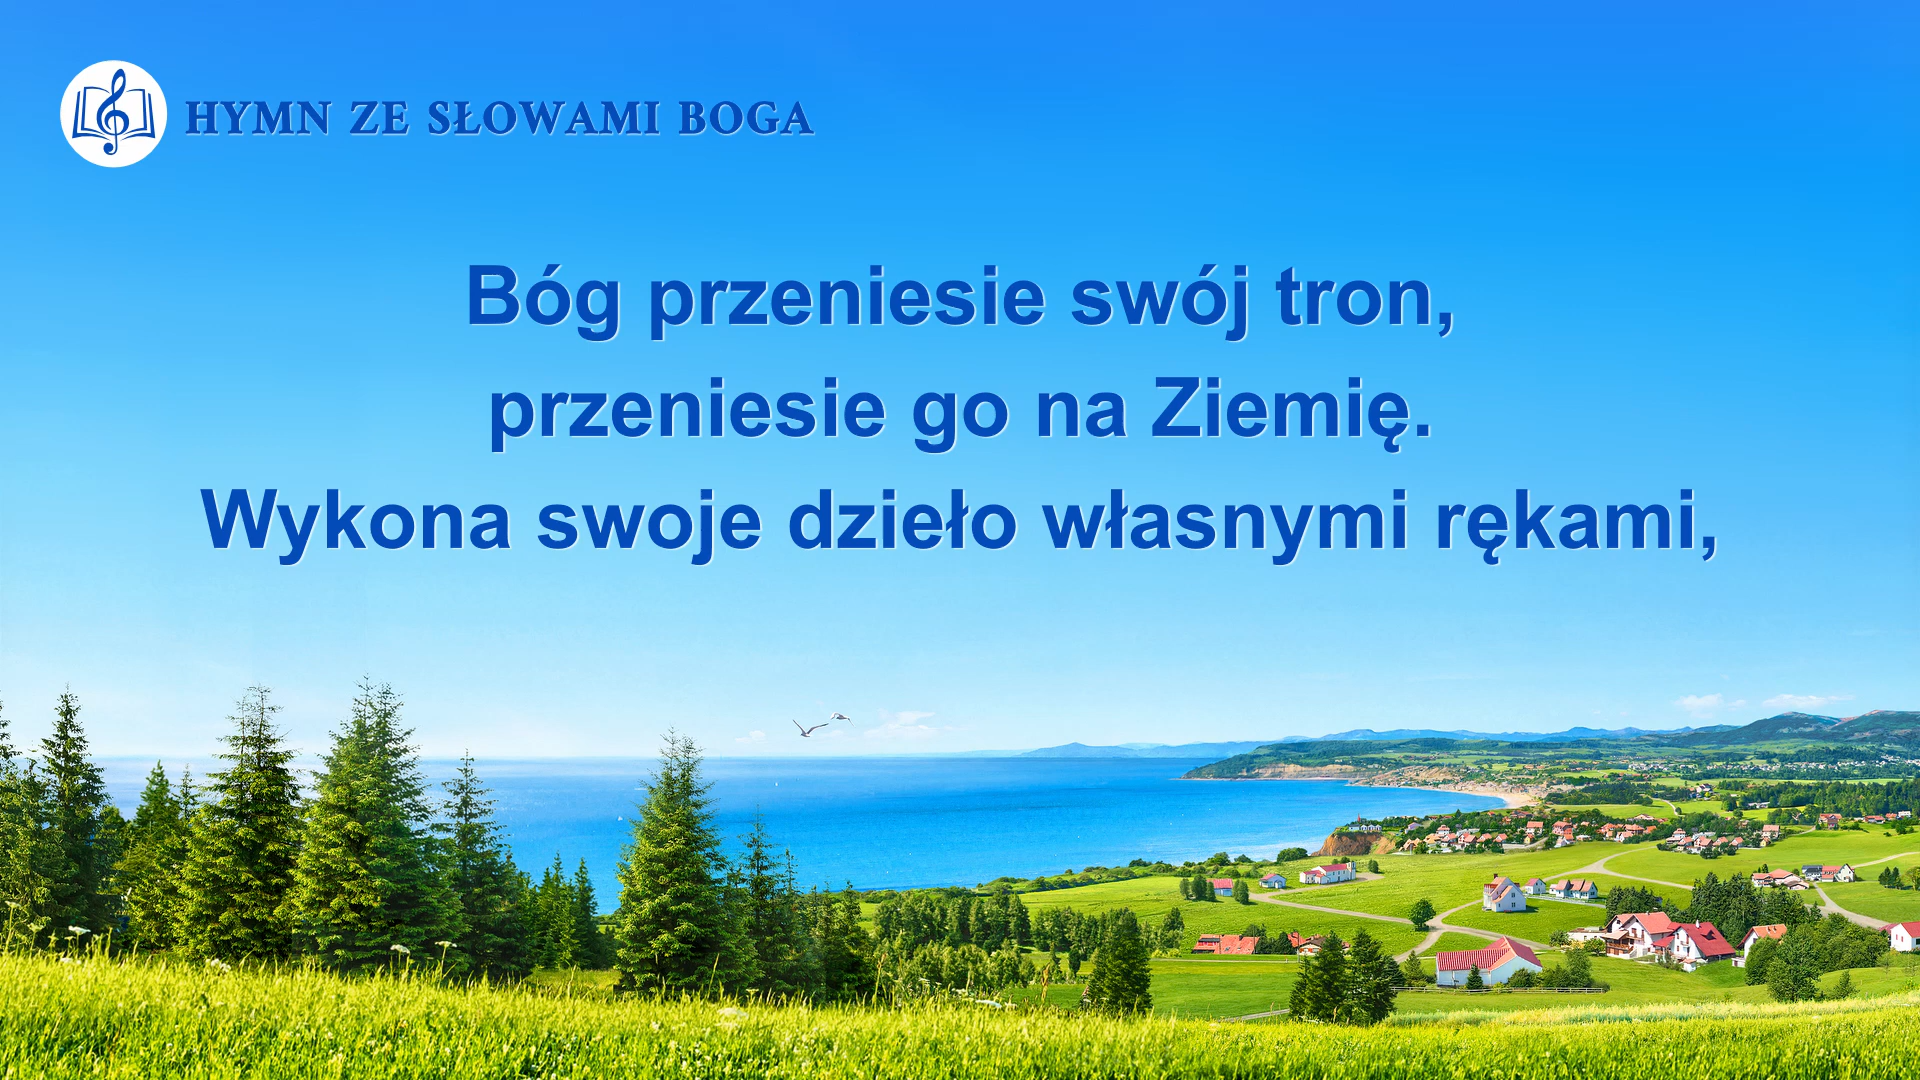 HYMN ZE SŁOWAMI BOGA
Bóg przeniesie swój tron,
przeniesie go na Ziemię.
Wykona swoje dzieło własnymi rękami,